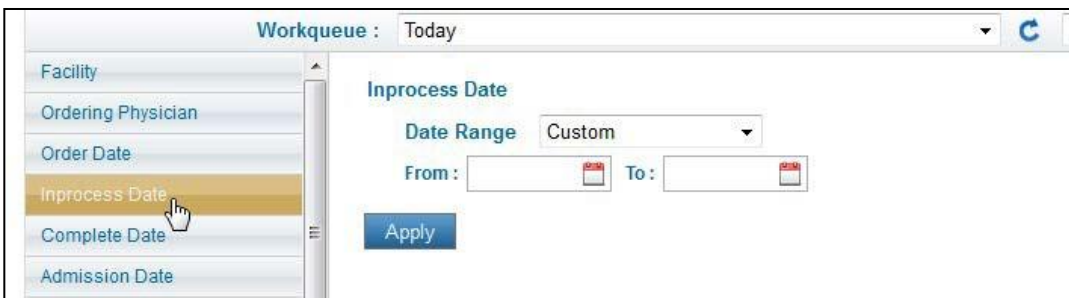 Workqueue : Today
Facility
Ordering Physician
Order Date
Inprocess Date
Complete Date
Admission Date
Inprocess Date
Date Range Custom
From : To :
Apply